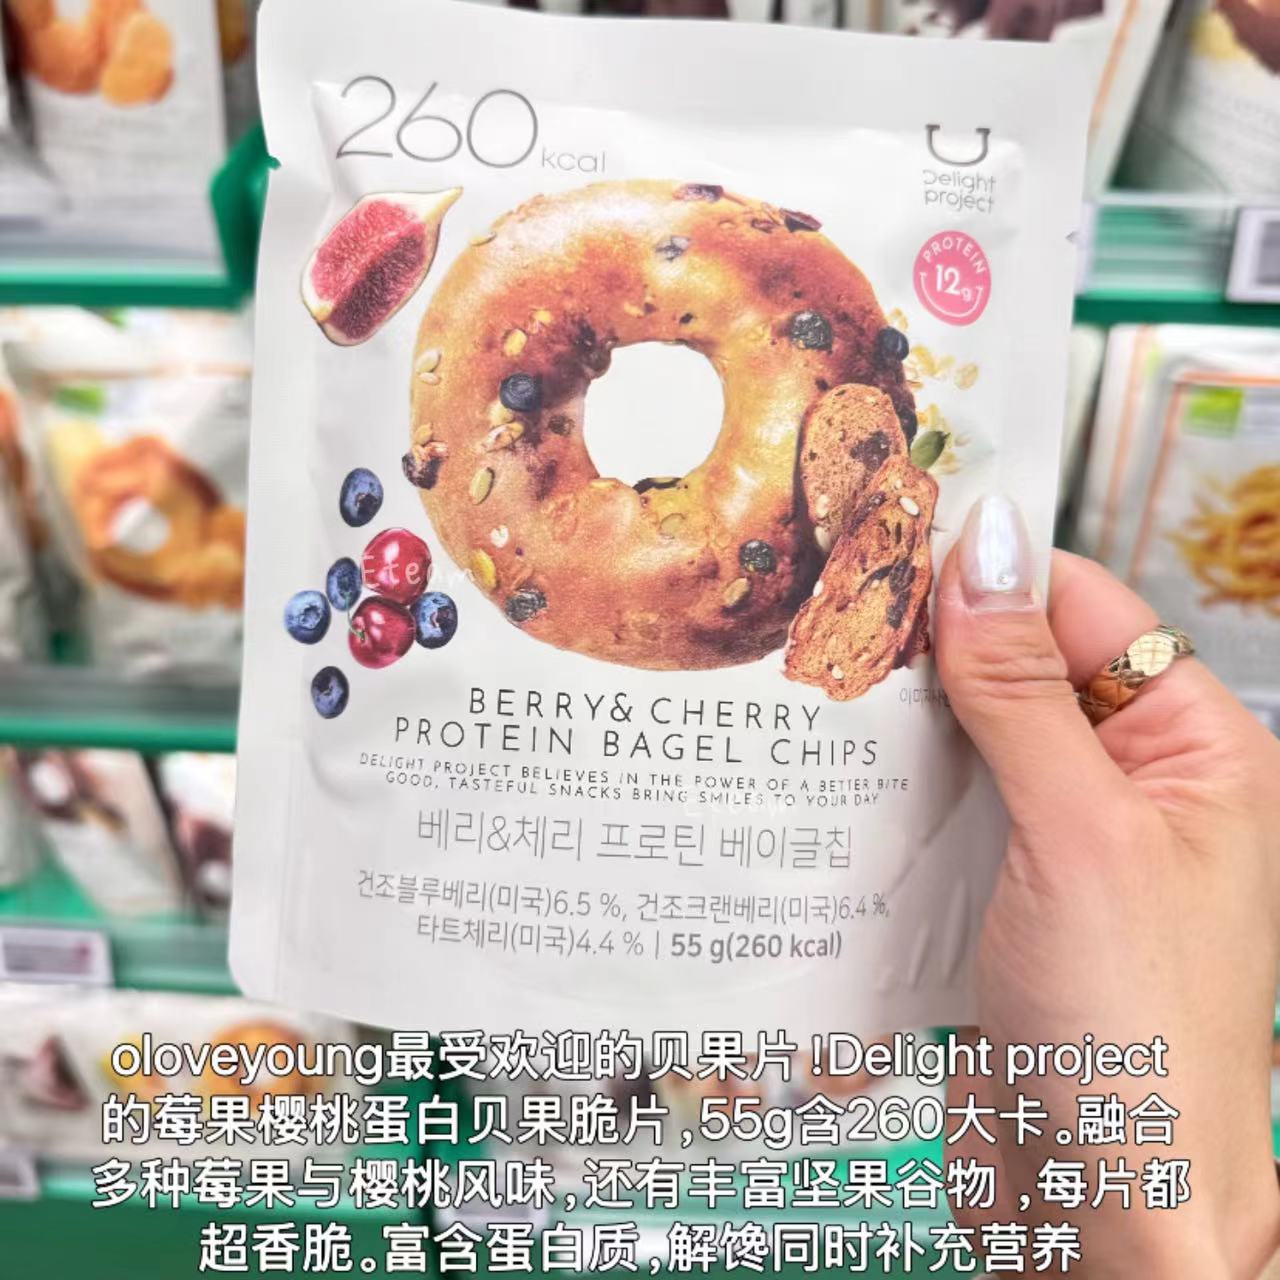 260 kcal
Delight
project
PROTEIN
12g
Eteam
BERRY& CHERRY
PROTEIN BAGEL CHIPS
DELIGHT PROJECT BELIEVES IN THE POWER OF A BETTER BITE
GOOD, TASTEFUL SNACKS BRING SMILES TO YOUR DAY
베리&체리 프로틴 베이글칩
건조블루베리(미국)6.5 %, 건조크랜베리(미국)6.4 %,
타트체리(미국)4.4 % | 55 g(260 kcal)
oloveyoung最受欢迎的贝果片!Delight project
的莓果樱桃蛋白贝果脆片,55g含260大卡。融合
多种莓果与樱桃风味,还有丰富坚果谷物,每片都
超香脆。富含蛋白质,解馋同时补充营养